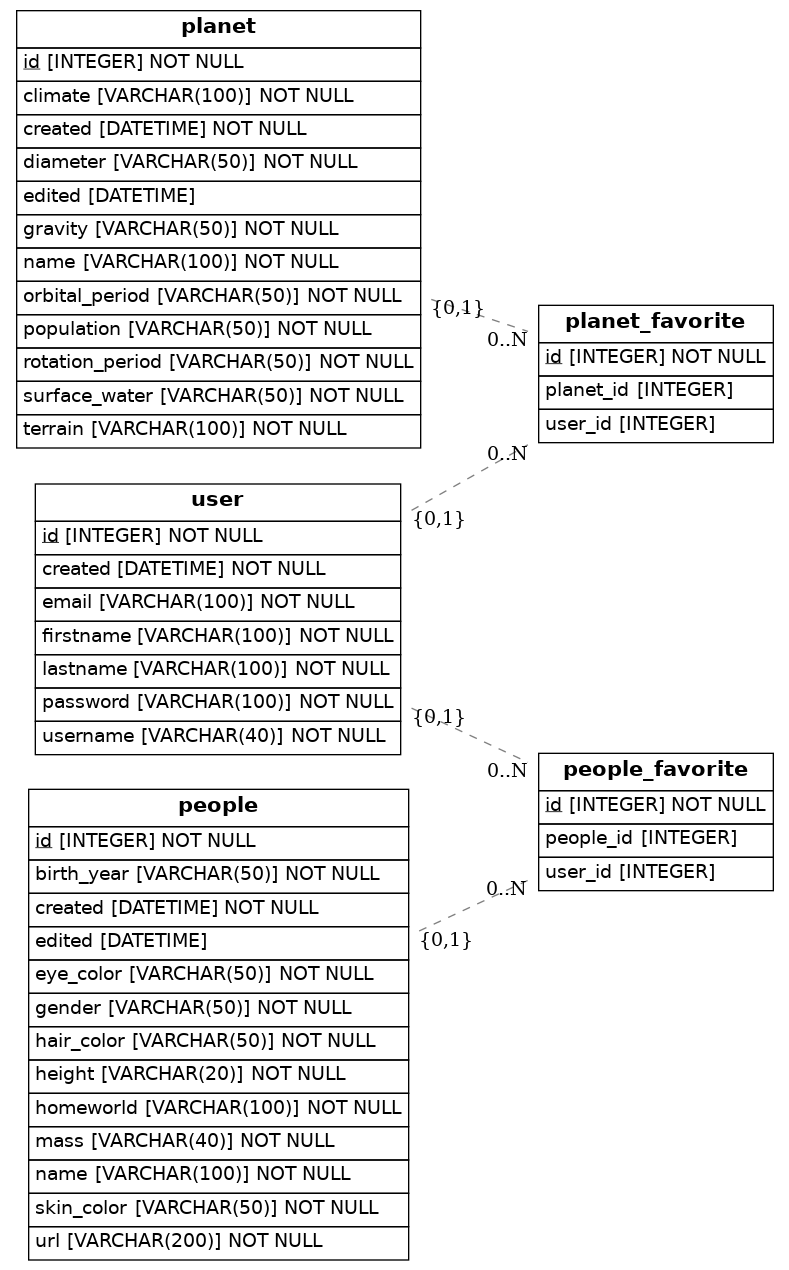 planet
id [INTEGER] NOT NULL
climate [VARCHAR(100)] NOT NULL
created [DATETIME] NOT NULL
diameter [VARCHAR(50)] NOT NULL
edited [DATETIME]
gravity [VARCHAR(50)] NOT NULL
name [VARCHAR(100)] NOT NULL
orbital_period [VARCHAR(50)] NOT NULL
population [VARCHAR(50)] NOT NULL
rotation_period [VARCHAR(50)] NOT NULL
surface_water [VARCHAR(50)] NOT NULL
terrain [VARCHAR(100)] NOT NULL
{0,1}
0..N
planet_favorite
id [INTEGER] NOT NULL
planet_id [INTEGER]
user_id [INTEGER]
0..N
{0,1}
user
id [INTEGER] NOT NULL
created [DATETIME] NOT NULL
email [VARCHAR(100)] NOT NULL
firstname [VARCHAR(100)] NOT NULL
lastname [VARCHAR(100)] NOT NULL
password [VARCHAR(100)] NOT NULL
username [VARCHAR(40)] NOT NULL
{0,1}
0..N
people_favorite
id [INTEGER] NOT NULL
people_id [INTEGER]
user_id [INTEGER]
0..N
{0,1}
people
id [INTEGER] NOT NULL
birth_year [VARCHAR(50)] NOT NULL
created [DATETIME] NOT NULL
edited [DATETIME]
eye_color [VARCHAR(50)] NOT NULL
gender [VARCHAR(50)] NOT NULL
hair_color [VARCHAR(50)] NOT NULL
height [VARCHAR(20)] NOT NULL
homeworld [VARCHAR(100)] NOT NULL
mass [VARCHAR(40)] NOT NULL
name [VARCHAR(100)] NOT NULL
skin_color [VARCHAR(50)] NOT NULL
url [VARCHAR(200)] NOT NULL